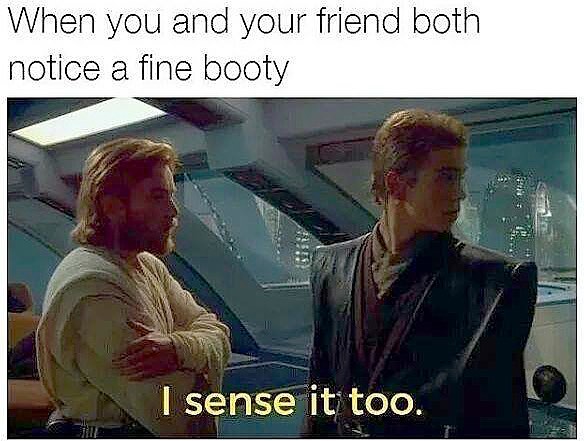 When you and your friend both
notice a fine booty
I sense it too.